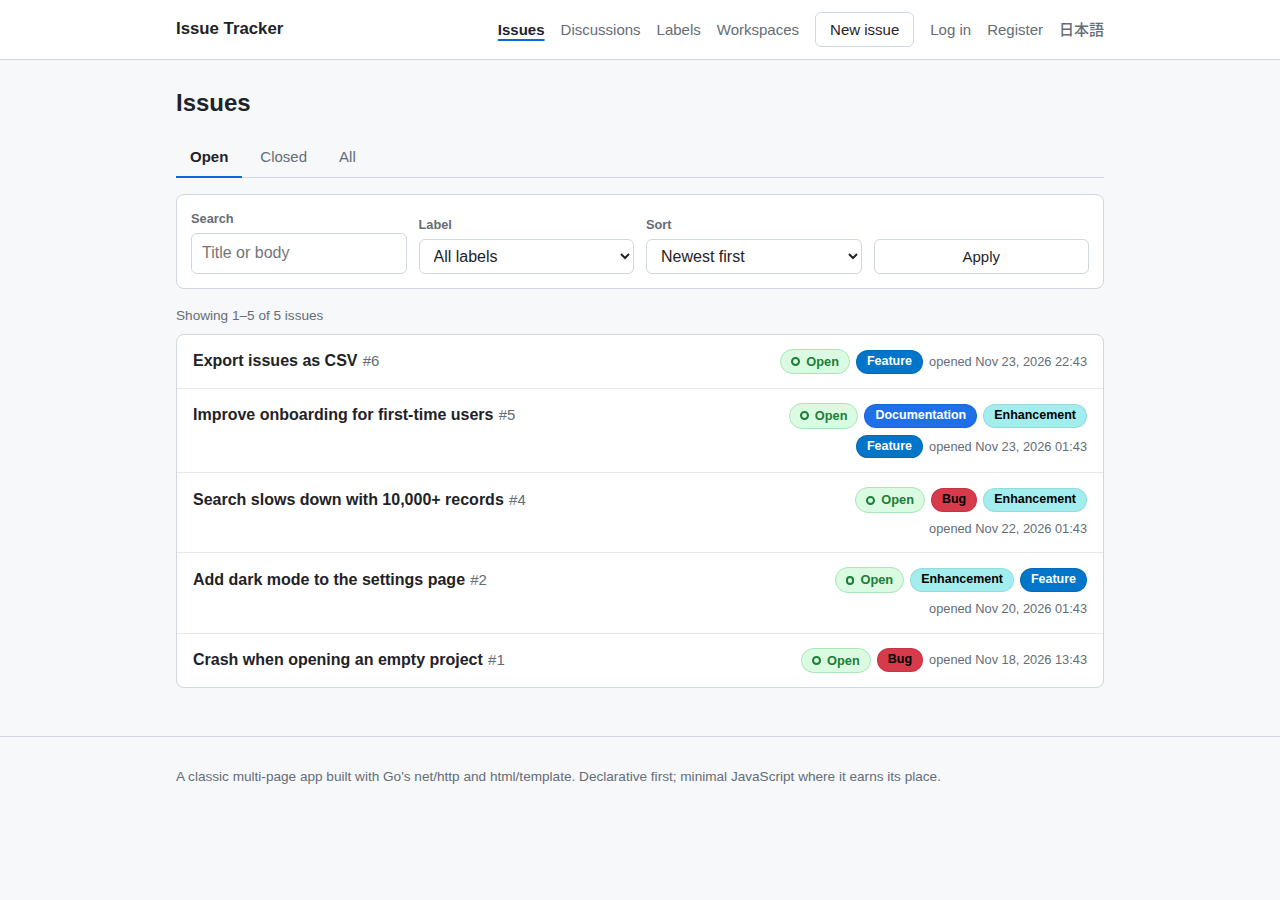 Issue Tracker
Issues Discussions Labels Workspaces New issue Log in Register 日本語
Issues
Open Closed All
Search Label Sort
Title or body All labels Newest first Apply
Showing 1–5 of 5 issues
Export issues as CSV #6 Open Feature opened Nov 23, 2026 22:43
Improve onboarding for first-time users #5 Open Documentation Enhancement
Feature opened Nov 23, 2026 01:43
Search slows down with 10,000+ records #4 Open Bug Enhancement
opened Nov 22, 2026 01:43
Add dark mode to the settings page #2 Open Enhancement Feature
opened Nov 20, 2026 01:43
Crash when opening an empty project #1 Open Bug opened Nov 18, 2026 13:43
A classic multi-page app built with Go's net/http and html/template. Declarative first; minimal JavaScript where it earns its place.